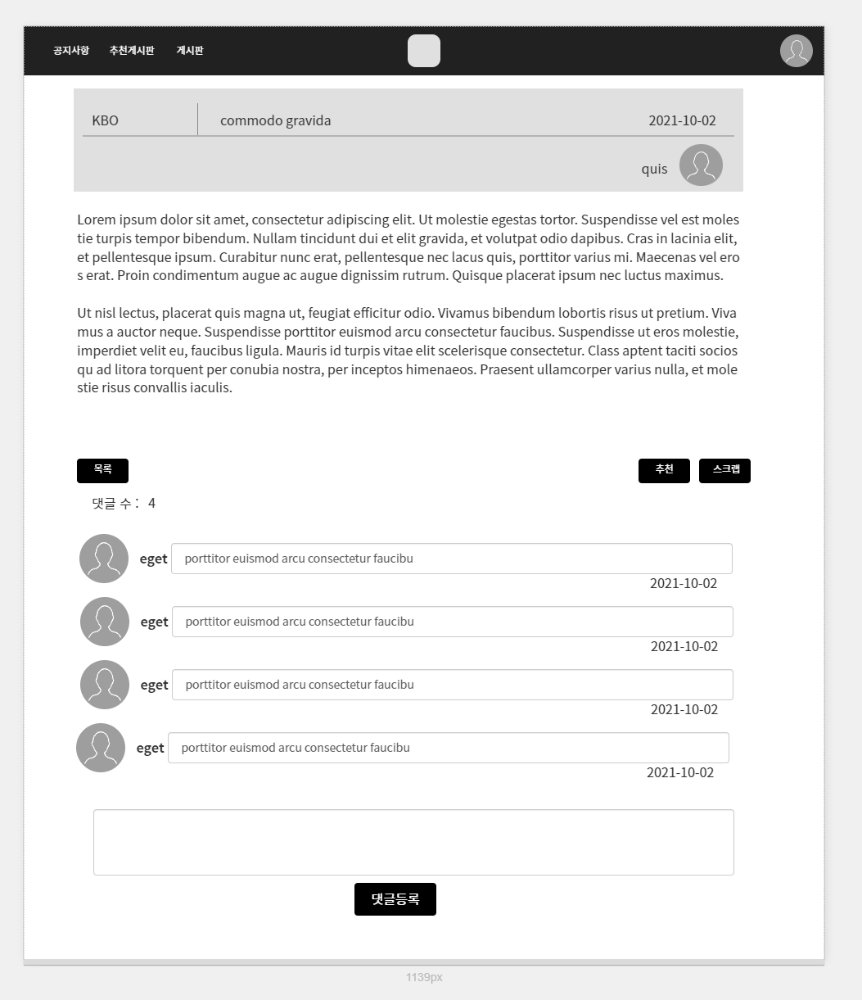 공지사항 추천게시판 게시판
KBO commodo gravida 2021-10-02
quis
Lorem ipsum dolor sit amet, consectetur adipiscing elit. Ut molestie egestas tortor. Suspendisse vel est moles
tie turpis tempor bibendum. Nullam tincidunt dui et elit gravida, et volutpat odio dapibus. Cras in lacinia elit,
et pellentesque ipsum. Curabitur nunc erat, pellentesque nec lacus quis, porttitor varius mi. Maecenas vel ero
s erat. Proin condimentum augue ac augue dignissim rutrum. Quisque placerat ipsum nec luctus maximus.
Ut nisl lectus, placerat quis magna ut, feugiat efficitur odio. Vivamus bibendum lobortis risus ut pretium. Viva
mus a auctor neque. Suspendisse porttitor euismod arcu consectetur faucibus. Suspendisse ut eros molestie,
imperdiet velit eu, faucibus ligula. Mauris id turpis vitae elit scelerisque consectetur. Class aptent taciti socios
qu ad litora torquent per conubia nostra, per inceptos himenaeos. Praesent ullamcorper varius nulla, et mole
stie risus convallis iaculis.
목록 추천 스크랩
댓글 수 : 4
eget porttitor euismod arcu consectetur faucibu
2021-10-02
eget porttitor euismod arcu consectetur faucibu
2021-10-02
eget porttitor euismod arcu consectetur faucibu
2021-10-02
eget porttitor euismod arcu consectetur faucibu
2021-10-02
댓글등록
1139px